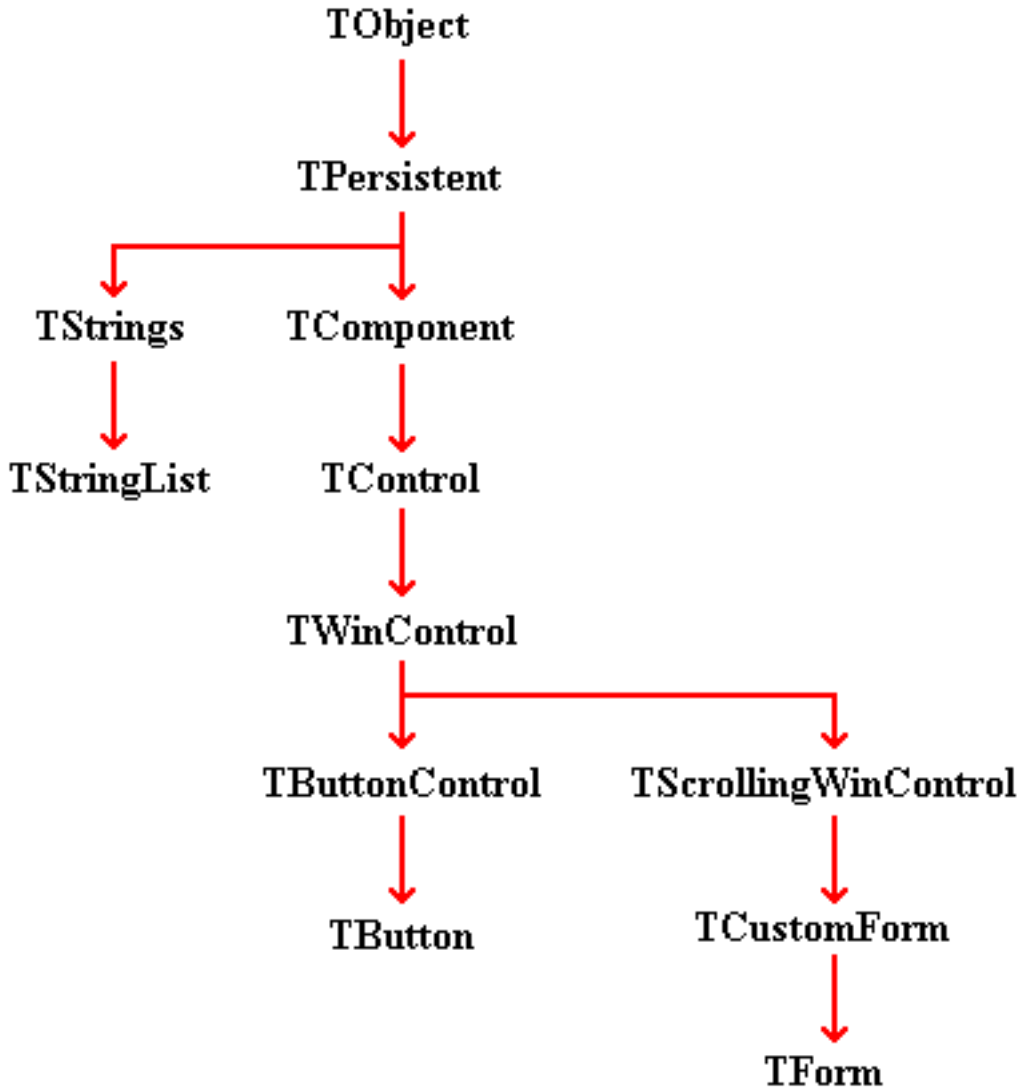 TObject
TPersistent
TStrings
TComponent
TStringList
TControl
TWinControl
TButtonControl
TScrollingWinControl
TButton
TCustomForm
TForm